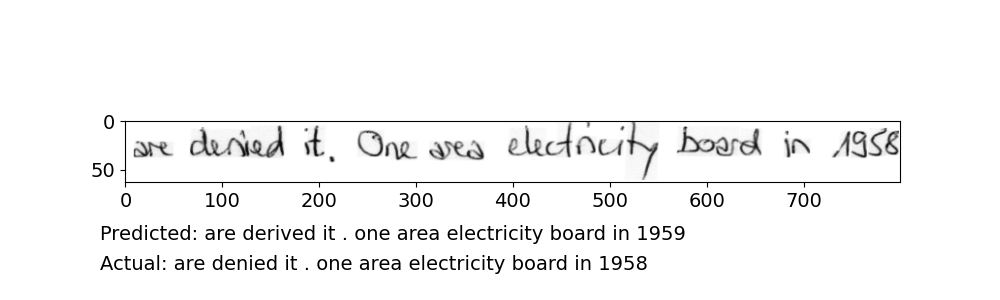 0
are denied it. One area electricity board in 1958
50
0 100 200 300 400 500 600 700
Predicted: are derived it . one area electricity board in 1959
Actual: are denied it . one area electricity board in 1958